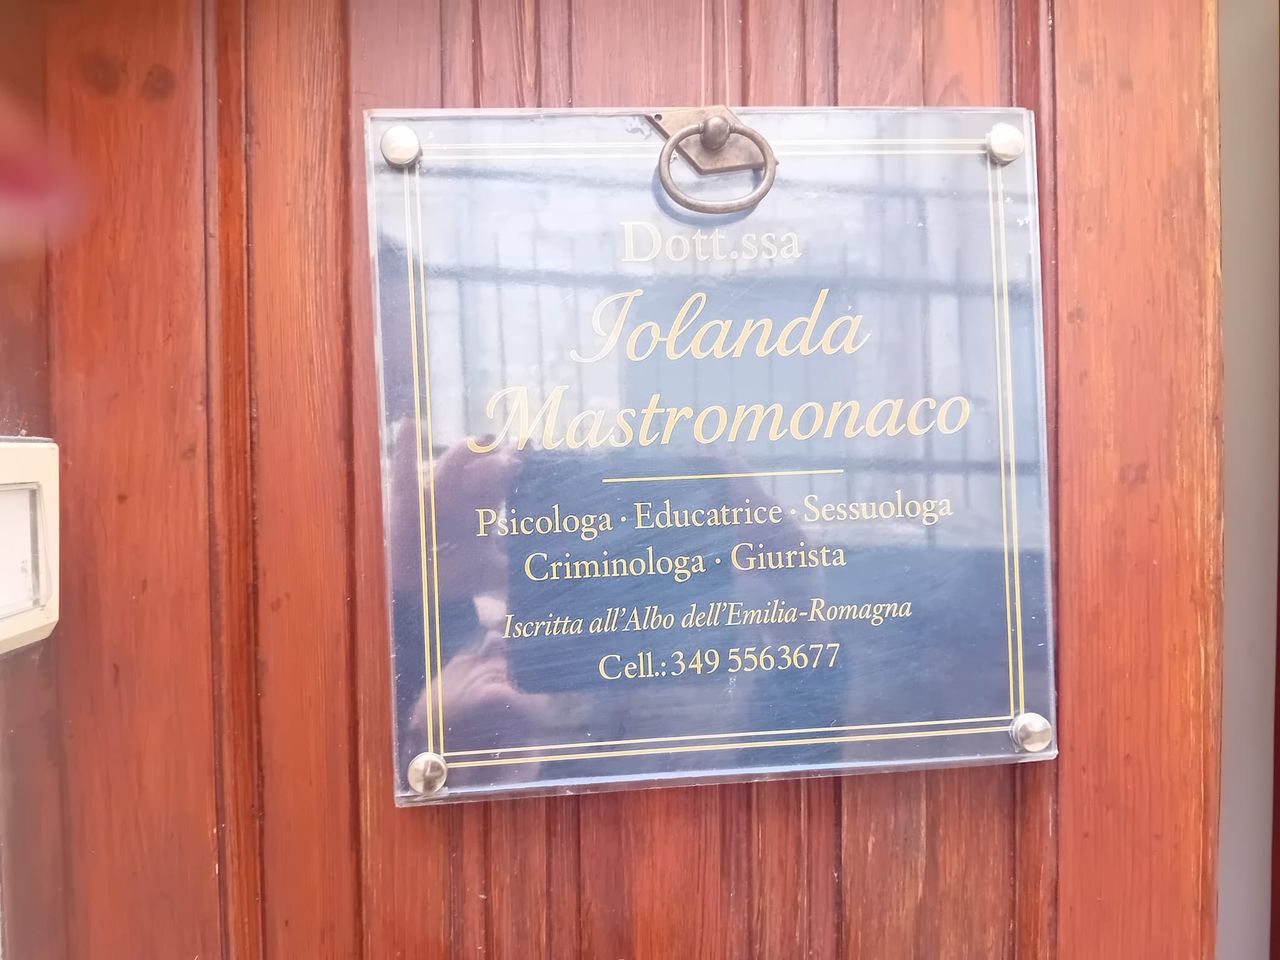 Dott.ssa
Iolanda
Mastromonaco
Psicologa · Educatrice · Sessuologa
Criminologa · Giurista
Iscritta all'Albo dell'Emilia-Romagna
Cell.: 349 5563677